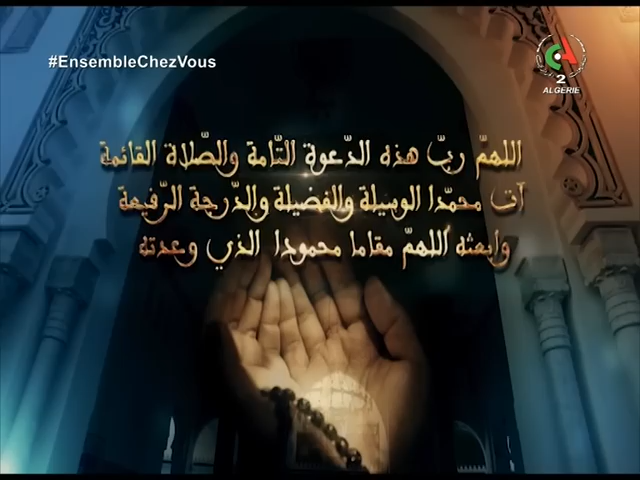 #EnsembleChezVous
2
ALGERIE
اللهمّ ربّ هذه الدّعوة التّامة والصّلاة القائمة
آت محمّدا الوسيلة والفضيلة والدّرجة الرّفيعة
وابعثه اللهمّ مقاما محمودا الذي وعدته